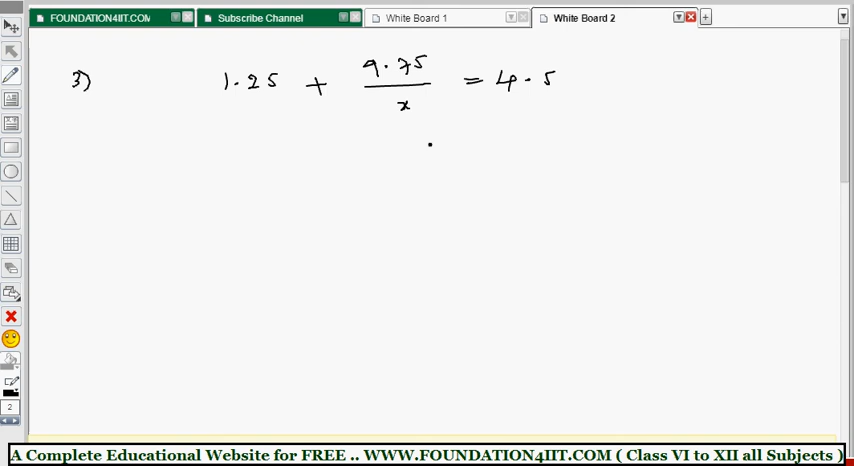 FOUNDATION4IIT.COM Subscribe Channel White Board 1 White Board 2
3) 1.25 + 9.75/x = 4.5
2
A Complete Educational Website for FREE .. WWW.FOUNDATION4IIT.COM ( Class VI to XII all Subjects )